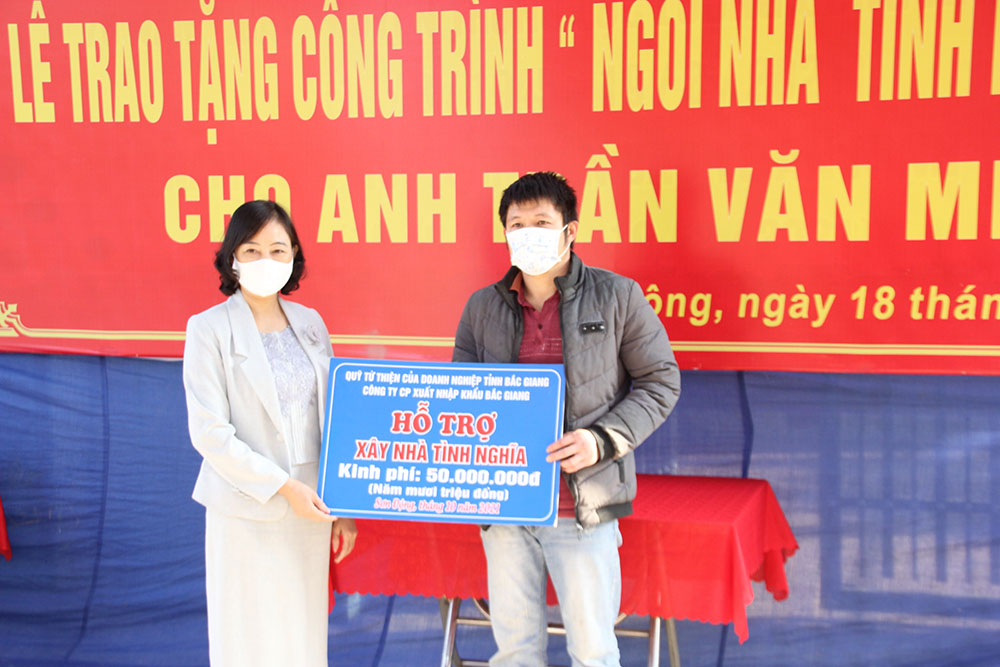 LỄ TRAO TẶNG CÔNG TRÌNH “ NGÔI NHÀ TÌNH
CHO ANH TRẦN VĂN
ngày 18
QUỸ TỪ THIỆN CỦA DOANH NGHIỆP TỈNH BẮC GIANG
CÔNG TY CP XUẤT NHẬP KHẨU BẮC GIANG
HỖ TRỢ
XÂY NHÀ TÌNH NGHĨA
Kinh phí: 50.000.000đ
(Năm mươi triệu đồng)
Sơn Động, tháng 10 năm 2021